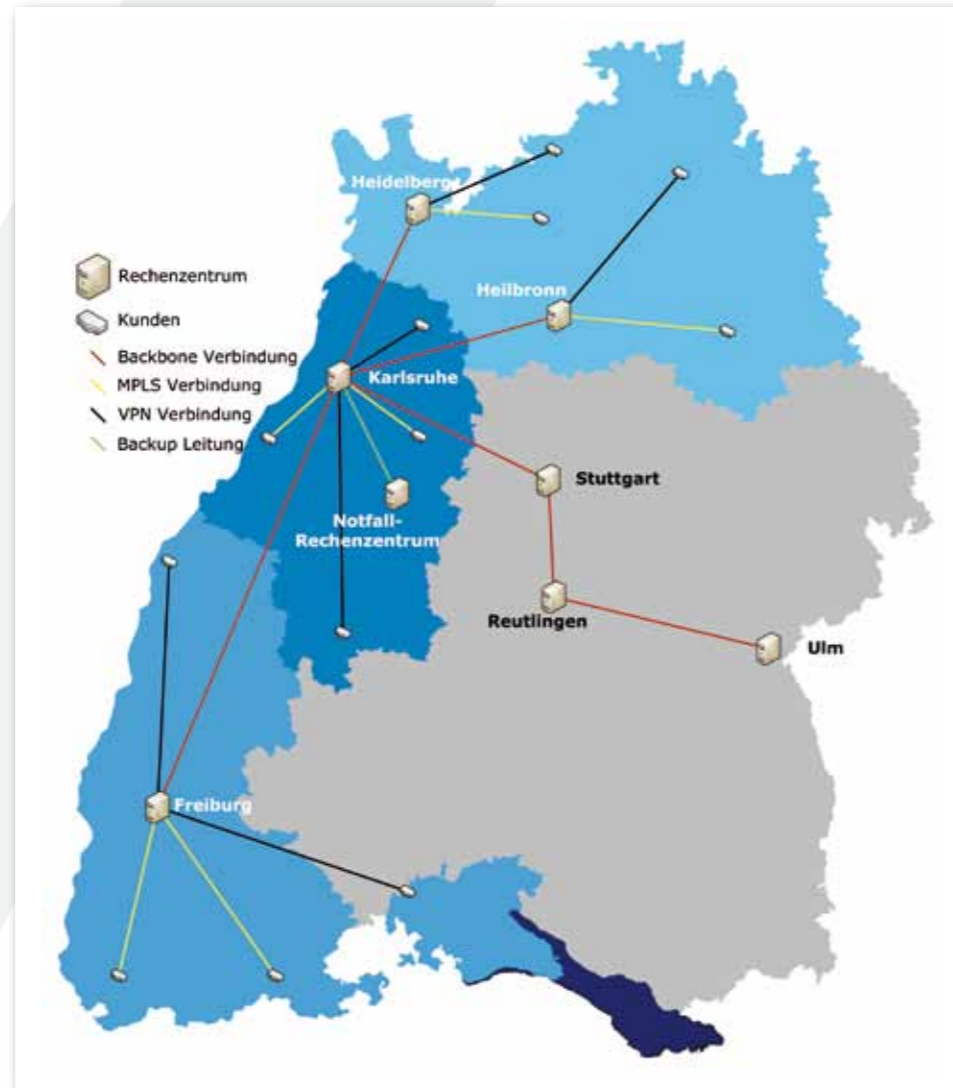 Heidelberg
Heilbronn
Rechenzentrum
Kunden
Backbone Verbindung
MPLS Verbindung
VPN Verbindung
Backup Leitung
Karlsruhe
Stuttgart
Notfall-
Rechenzentrum
Reutlingen
Ulm
Freiburg